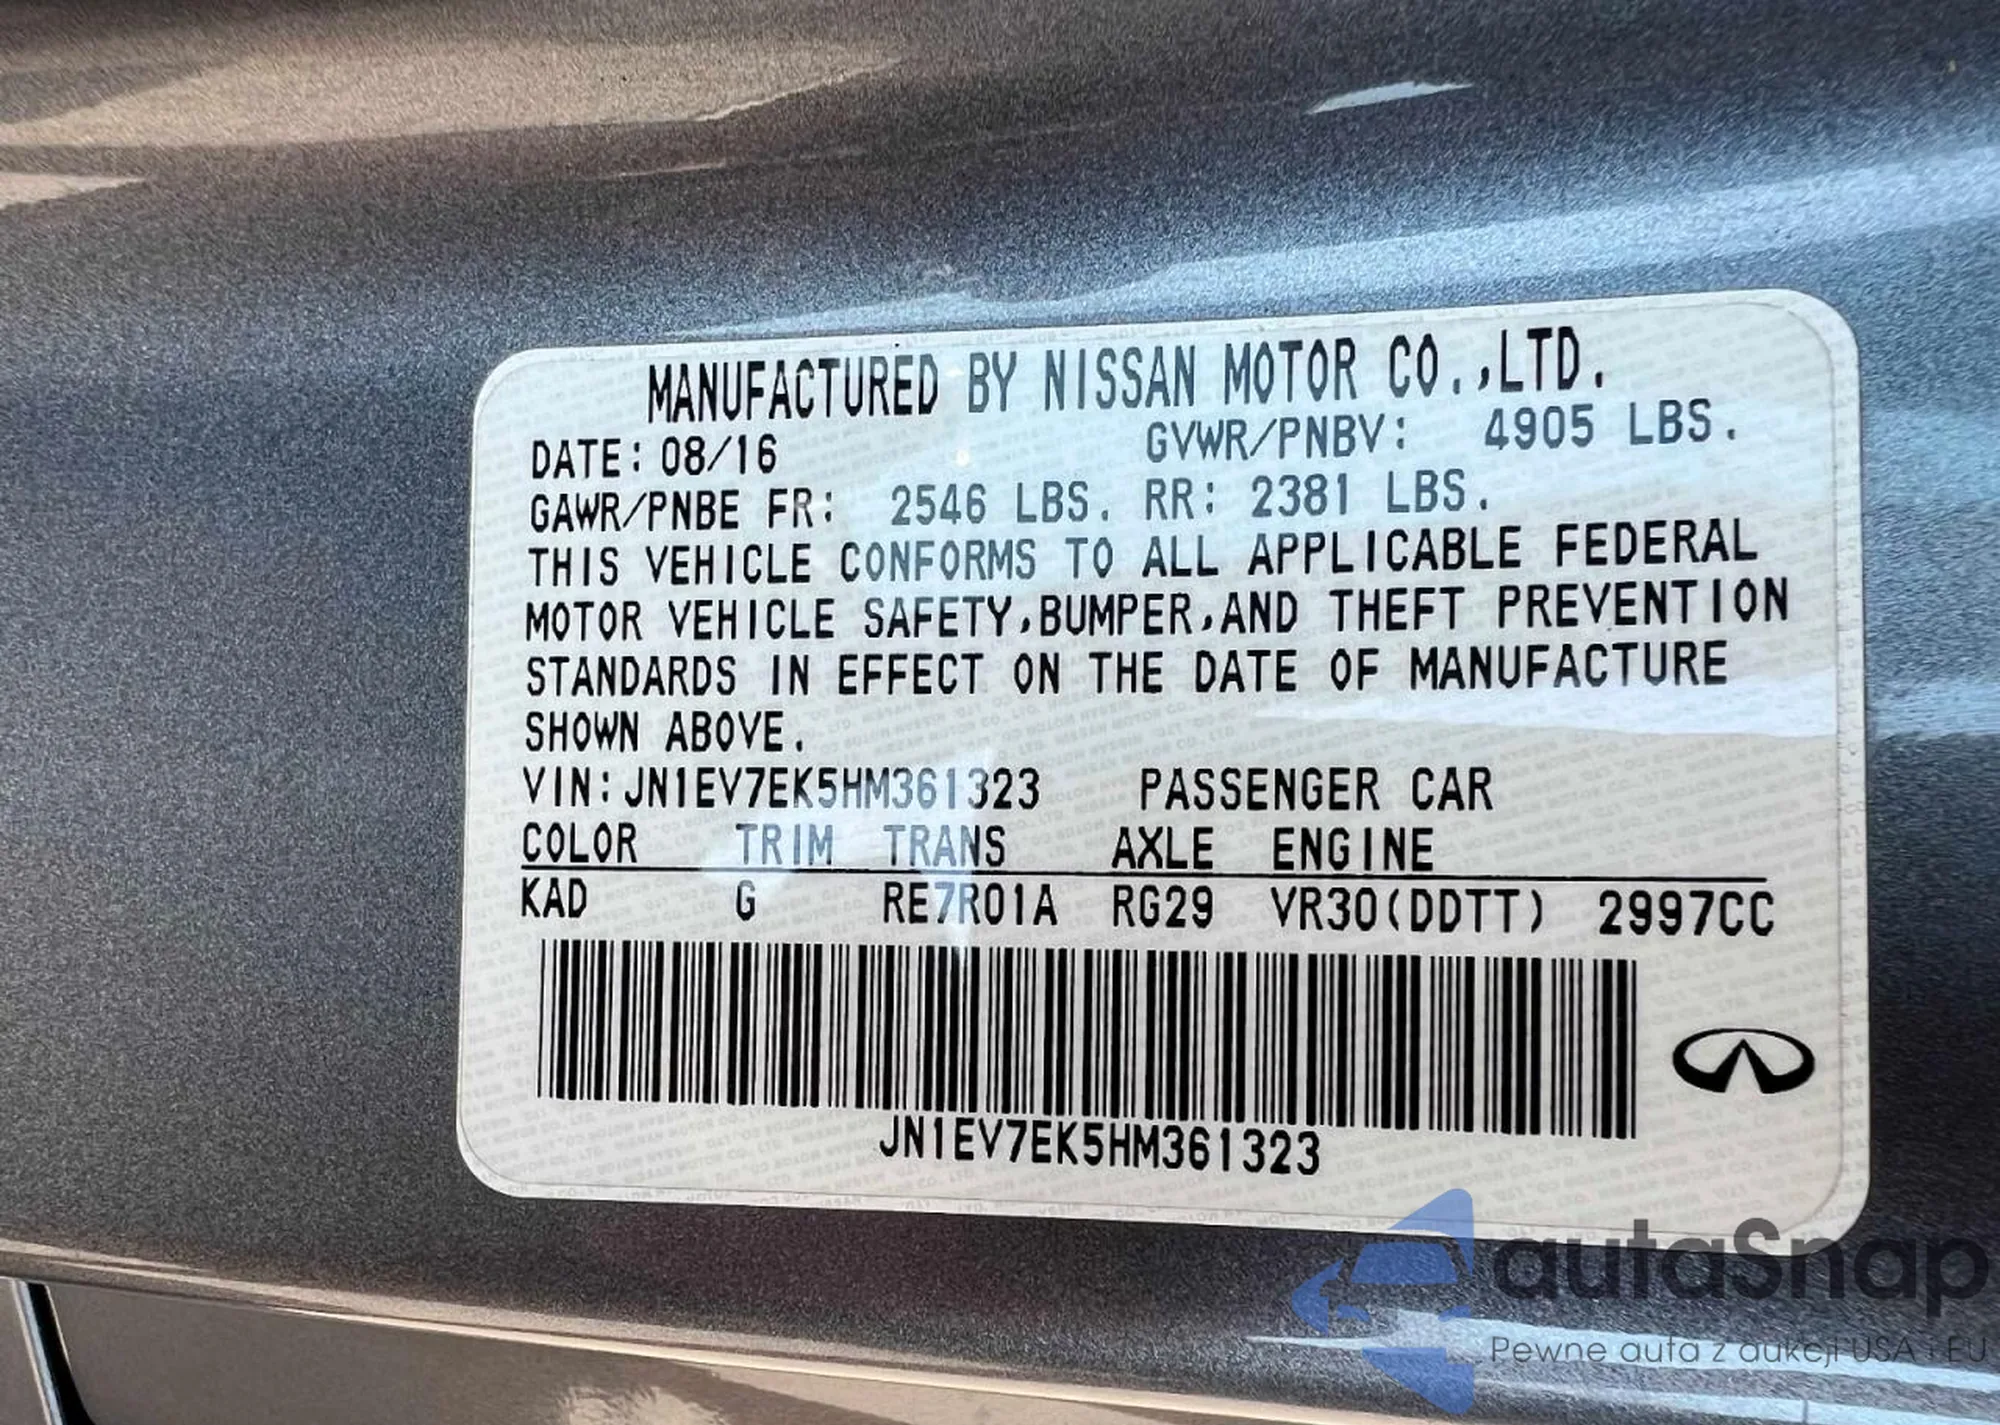 MANUFACTURED BY NISSAN MOTOR CO.,LTD.
DATE: 08/16 GVWR/PNBV: 4905 LBS.
GAWR/PNBE FR: 2546 LBS. RR: 2381 LBS.
THIS VEHICLE CONFORMS TO ALL APPLICABLE FEDERAL
MOTOR VEHICLE SAFETY,BUMPER,AND THEFT PREVENTION
STANDARDS IN EFFECT ON THE DATE OF MANUFACTURE
SHOWN ABOVE.
VIN:JN1EV7EK5HM361323 PASSENGER CAR
COLOR TRIM TRANS AXLE ENGINE
KAD G RE7R01A RG29 VR30(DDTT) 2997CC
JN1EV7EK5HM361323
autaSnap
Pewne auta z aukcji USA i EU